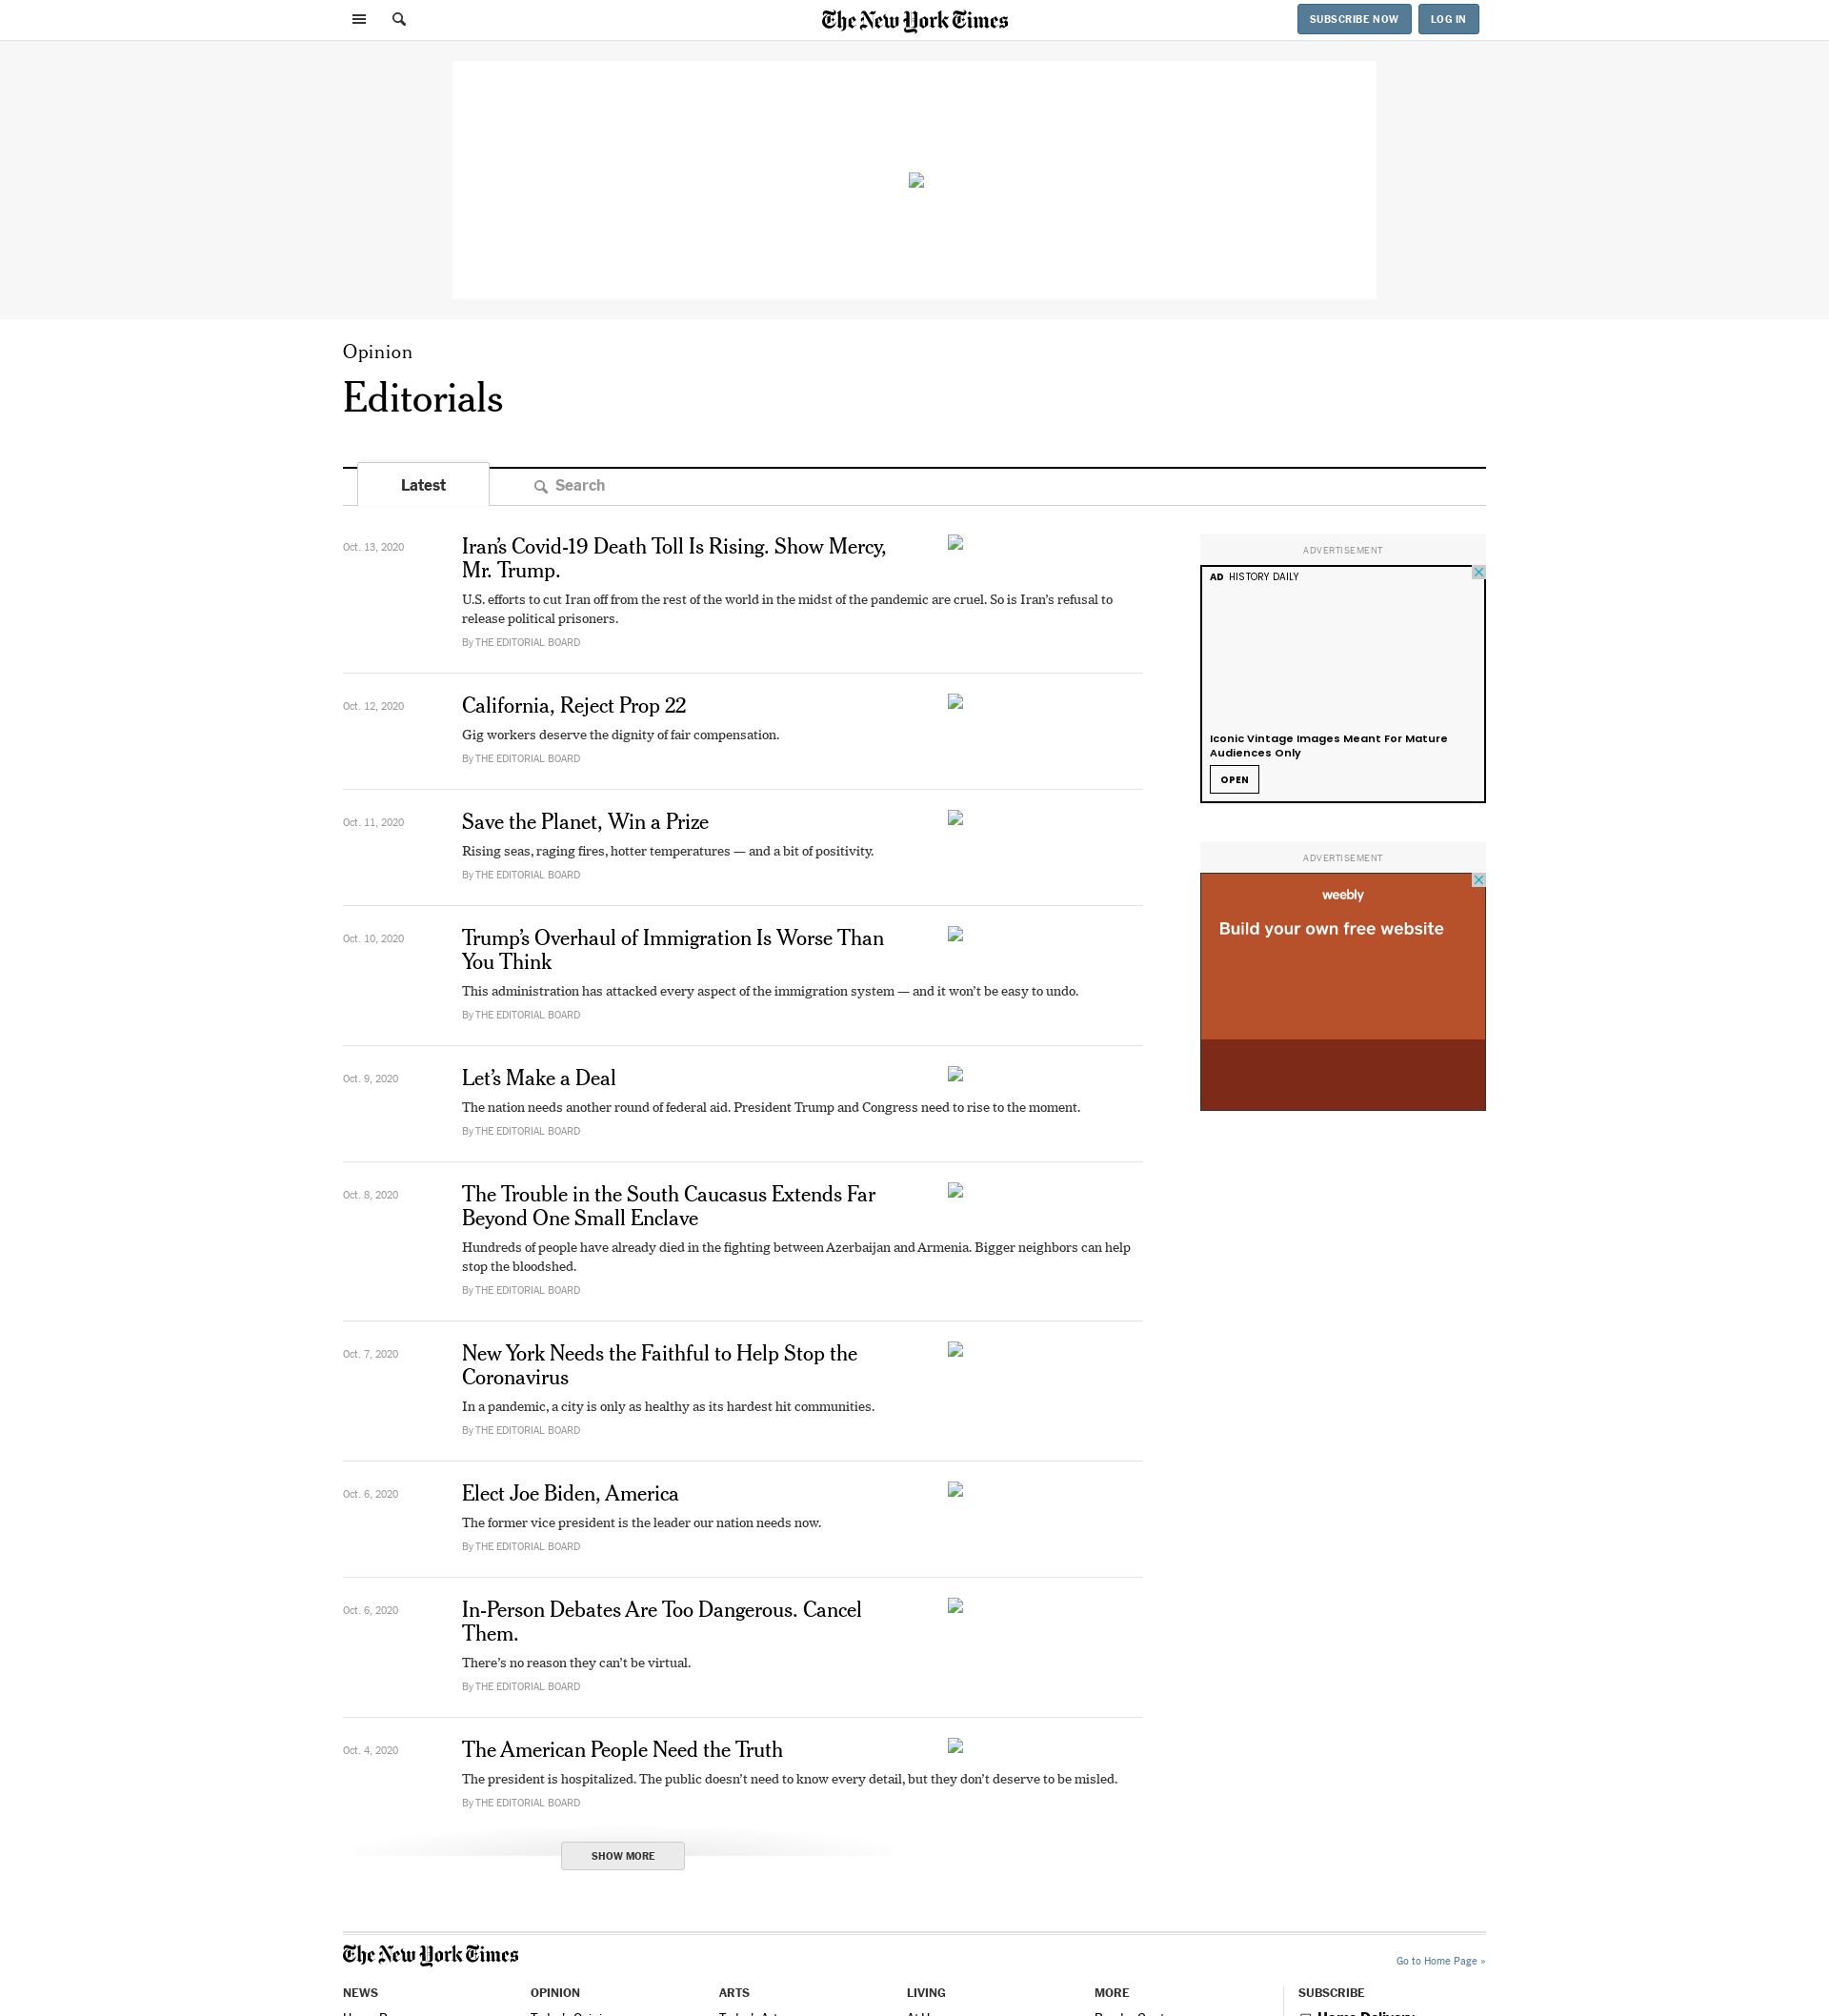 The New York Times
SUBSCRIBE NOW
LOG IN
Opinion
Editorials
Latest
Search
Oct. 13, 2020
Iran’s Covid-19 Death Toll Is Rising. Show Mercy,
Mr. Trump.
U.S. efforts to cut Iran off from the rest of the world in the midst of the pandemic are cruel. So is Iran’s refusal to
release political prisoners.
By THE EDITORIAL BOARD
Oct. 12, 2020
California, Reject Prop 22
Gig workers deserve the dignity of fair compensation.
By THE EDITORIAL BOARD
Oct. 11, 2020
Save the Planet, Win a Prize
Rising seas, raging fires, hotter temperatures — and a bit of positivity.
By THE EDITORIAL BOARD
Oct. 10, 2020
Trump’s Overhaul of Immigration Is Worse Than
You Think
This administration has attacked every aspect of the immigration system — and it won’t be easy to undo.
By THE EDITORIAL BOARD
Oct. 9, 2020
Let’s Make a Deal
The nation needs another round of federal aid. President Trump and Congress need to rise to the moment.
By THE EDITORIAL BOARD
Oct. 8, 2020
The Trouble in the South Caucasus Extends Far
Beyond One Small Enclave
Hundreds of people have already died in the fighting between Azerbaijan and Armenia. Bigger neighbors can help
stop the bloodshed.
By THE EDITORIAL BOARD
Oct. 7, 2020
New York Needs the Faithful to Help Stop the
Coronavirus
In a pandemic, a city is only as healthy as its hardest hit communities.
By THE EDITORIAL BOARD
Oct. 6, 2020
Elect Joe Biden, America
The former vice president is the leader our nation needs now.
By THE EDITORIAL BOARD
Oct. 6, 2020
In-Person Debates Are Too Dangerous. Cancel
Them.
There’s no reason they can’t be virtual.
By THE EDITORIAL BOARD
Oct. 4, 2020
The American People Need the Truth
The president is hospitalized. The public doesn’t need to know every detail, but they don’t deserve to be misled.
By THE EDITORIAL BOARD
SHOW MORE
ADVERTISEMENT
AD HISTORY DAILY
Iconic Vintage Images Meant For Mature
Audiences Only
OPEN
ADVERTISEMENT
weebly
Build your own free website
The New York Times
Go to Home Page »
NEWS
OPINION
ARTS
LIVING
MORE
SUBSCRIBE
Home Delivery